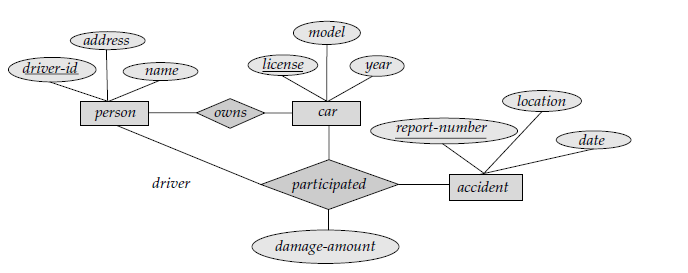 model
address
driver-id
name
license
year
person
owns
car
location
report-number
date
driver
participated
accident
damage-amount